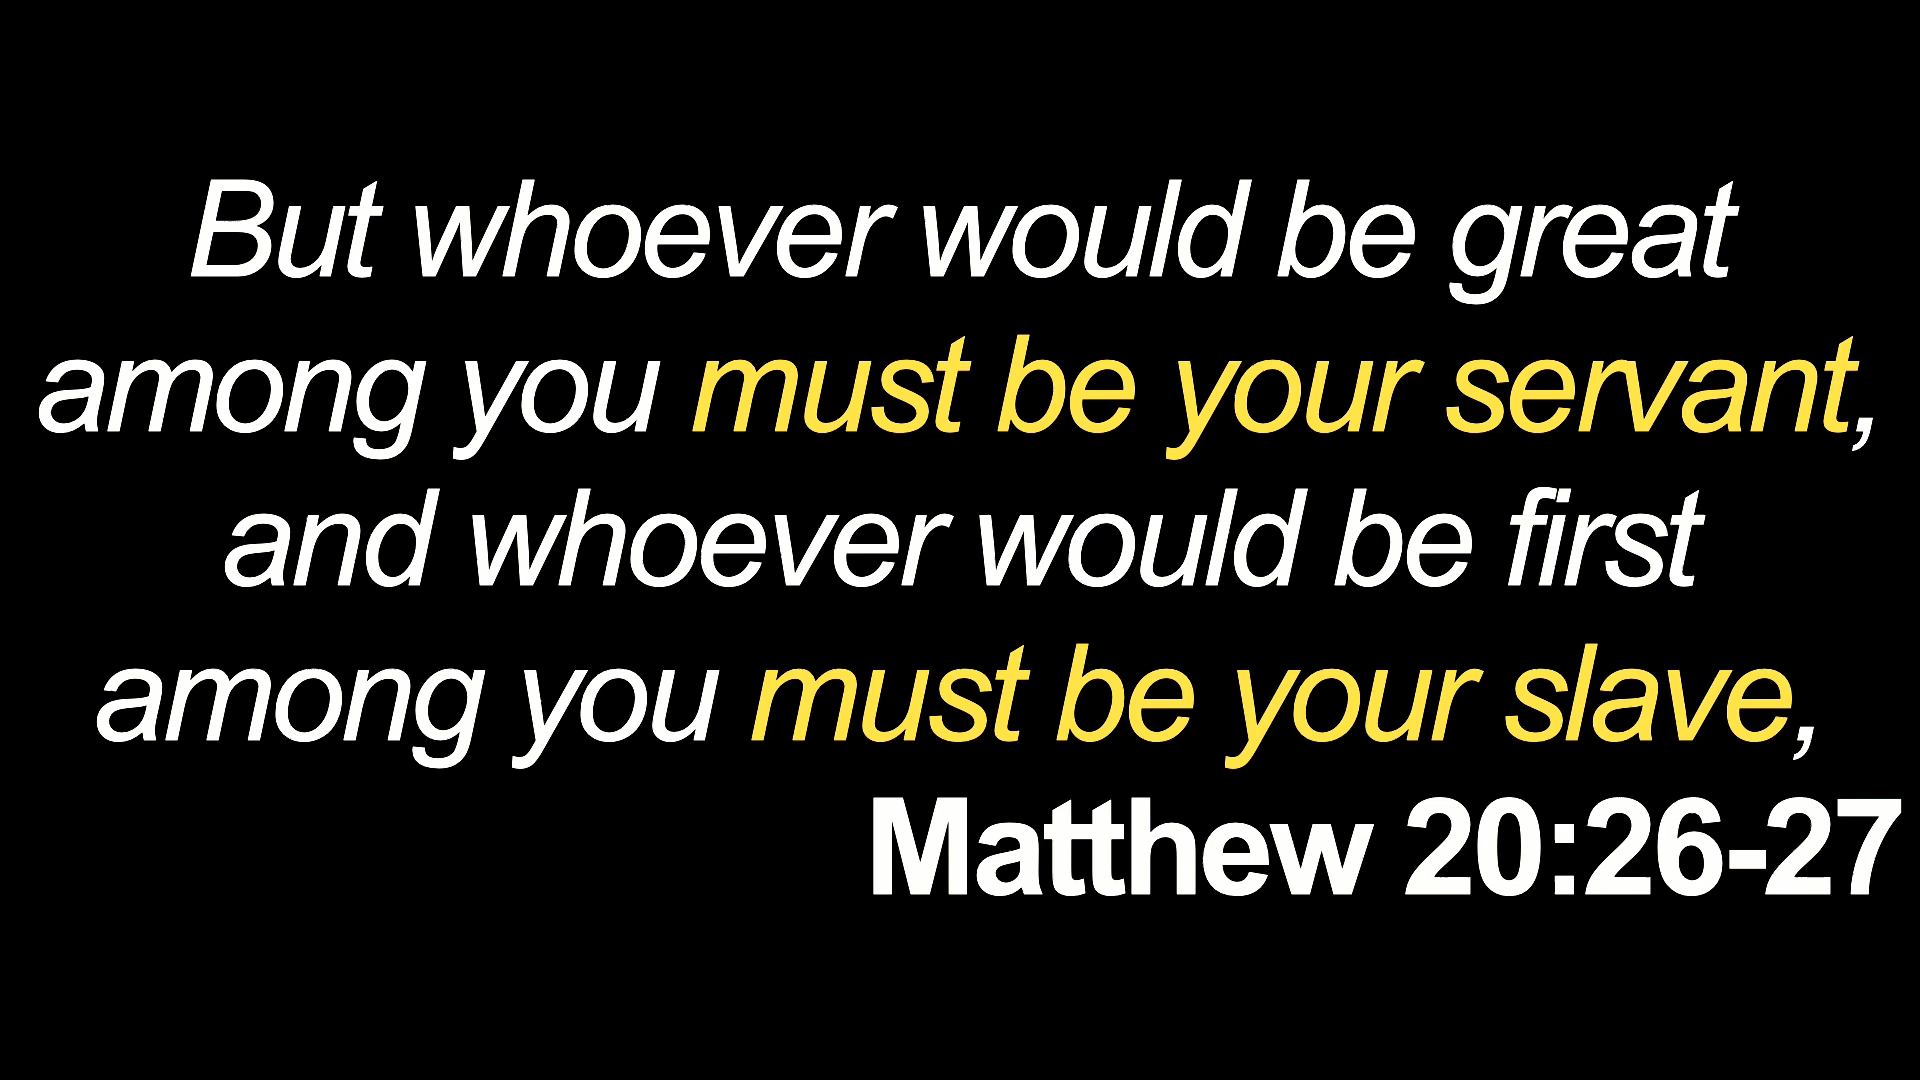 But whoever would be great
among you must be your servant,
and whoever would be first
among you must be your slave,
Matthew 20:26-27